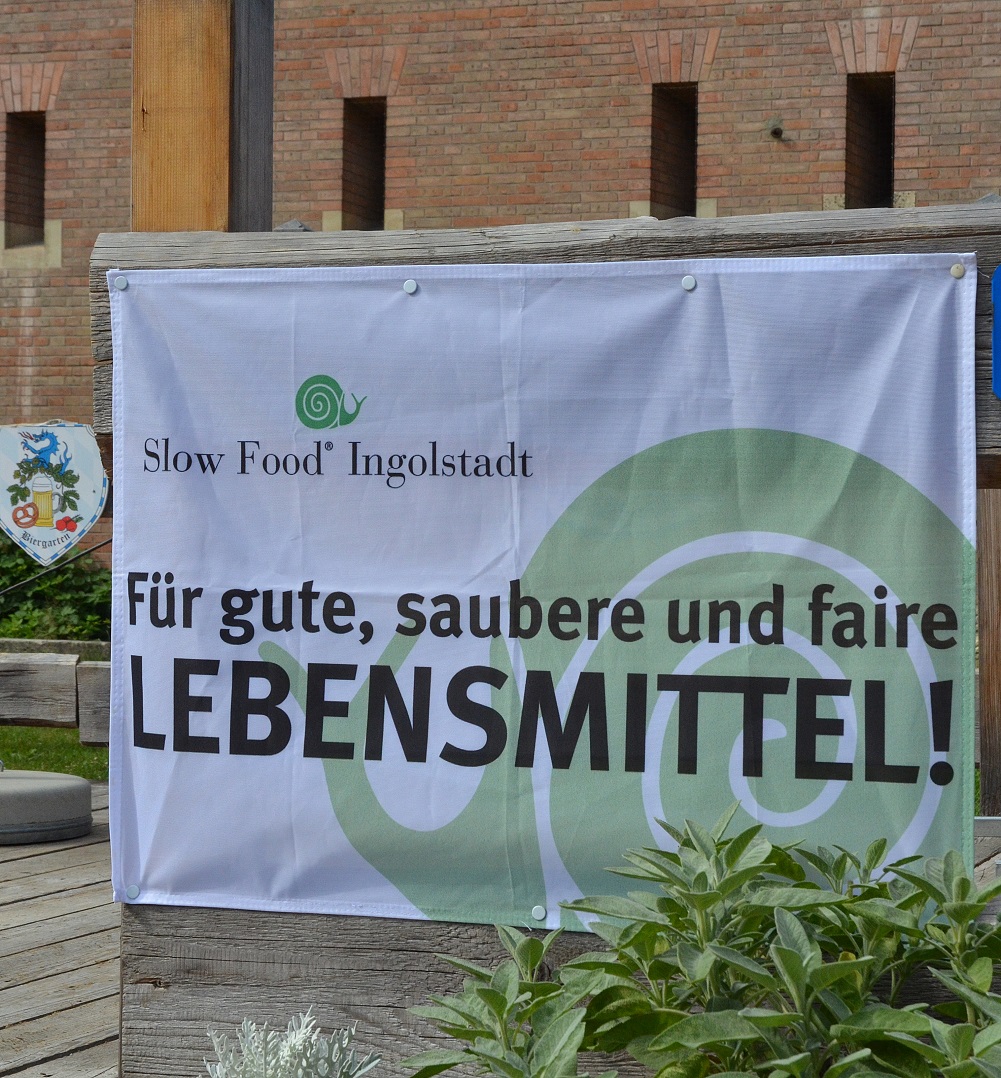 Slow Food® Ingolstadt
Für gute, saubere und faire
LEBENSMITTEL!
Biergarten